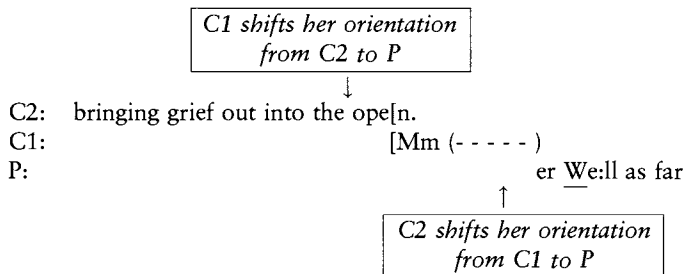 C1 shifts her orientation
from C2 to P
C2: bringing grief out into the ope[n.
C1: [Mm (- - - - - )
P: er We:ll as far
C2 shifts her orientation
from C1 to P